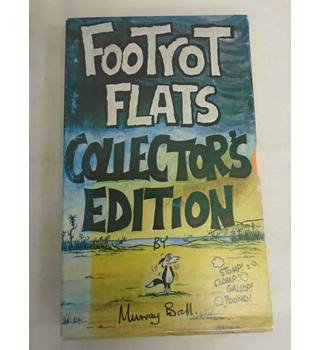 FOOTROT
FLATS
COLLECTOR'S
EDITION
BY
STOMP!
CLOMP!
GALLOP!
POUND!
Murray Ball